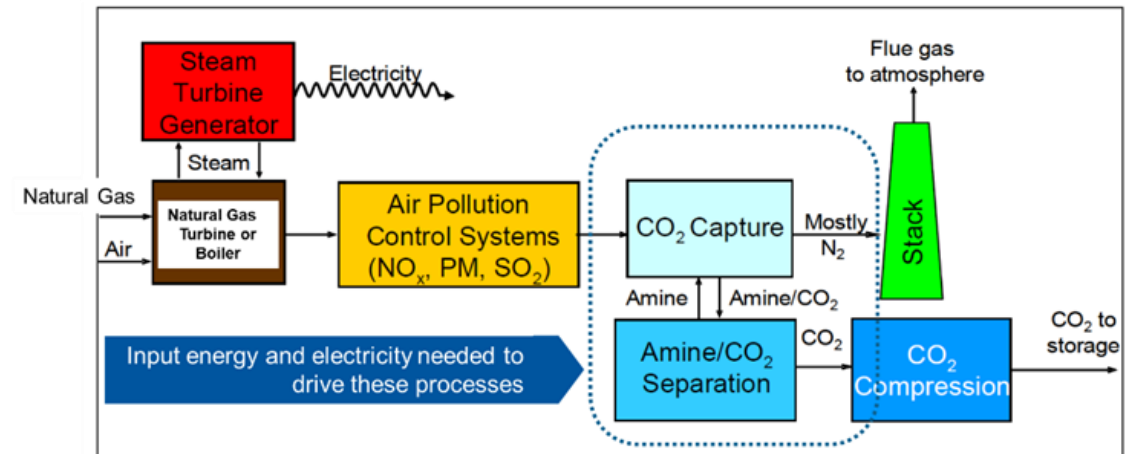 Steam
Turbine
Generator
Electricity
Flue gas
to atmosphere
Steam
Natural Gas
Air
Natural Gas
Turbine or
Boiler
Air Pollution
Control Systems
(NOₓ, PM, SO₂)
CO₂ Capture
Mostly
N₂
Stack
Amine
Amine/CO₂
Input energy and electricity needed to
drive these processes
Amine/CO₂
Separation
CO₂
CO₂
Compression
CO₂ to
storage